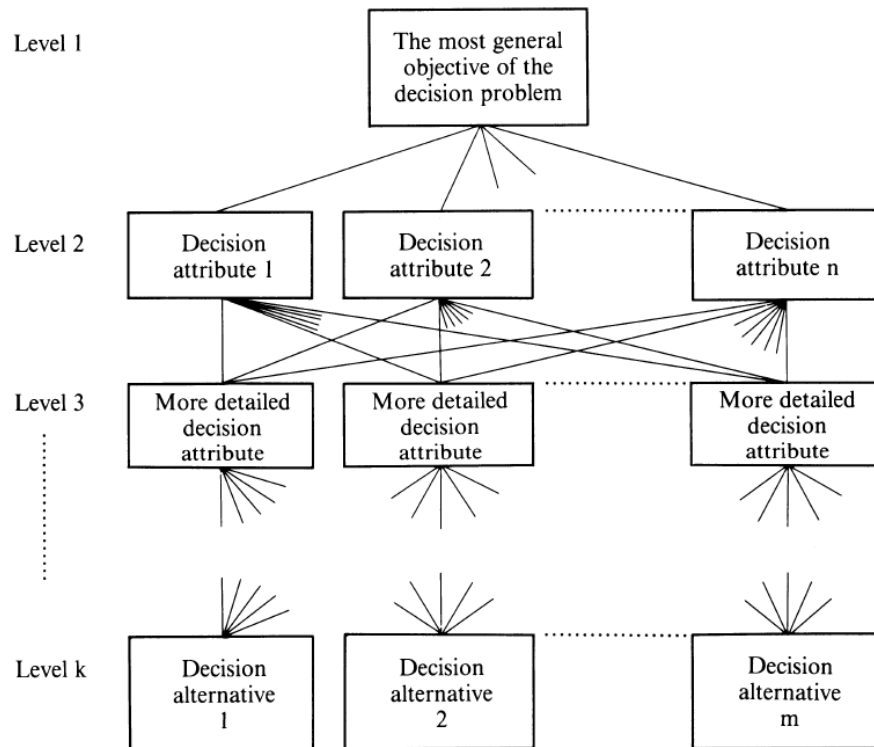 Level 1
The most general
objective of the
decision problem
Level 2
Decision
attribute 1
Decision
attribute 2
Decision
attribute n
Level 3
More detailed
decision
attribute
More detailed
decision
attribute
More detailed
decision
attribute
Level k
Decision
alternative
1
Decision
alternative
2
Decision
alternative
m